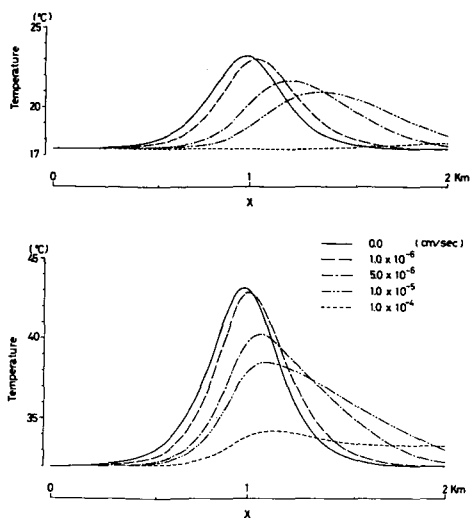 (°C)
25
21
17
Temperature
0
1
2 Km
X
(°C)
45
40
35
Temperature
0.0 (cm/sec)
1.0 x 10⁻⁶
5.0 x 10⁻⁶
1.0 x 10⁻⁵
1.0 x 10⁻⁴
0
1
2 Km
X